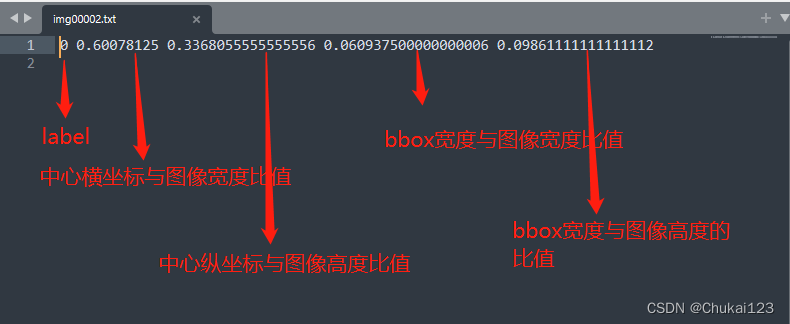 img00002.txt
1 0 0.60078125 0.3368055555555556 0.060937500000000006 0.09861111111111112
2
label
bbox宽度与图像宽度比值
中心横坐标与图像宽度比值
bbox宽度与图像高度的
比值
中心纵坐标与图像高度比值
CSDN @Chukai123